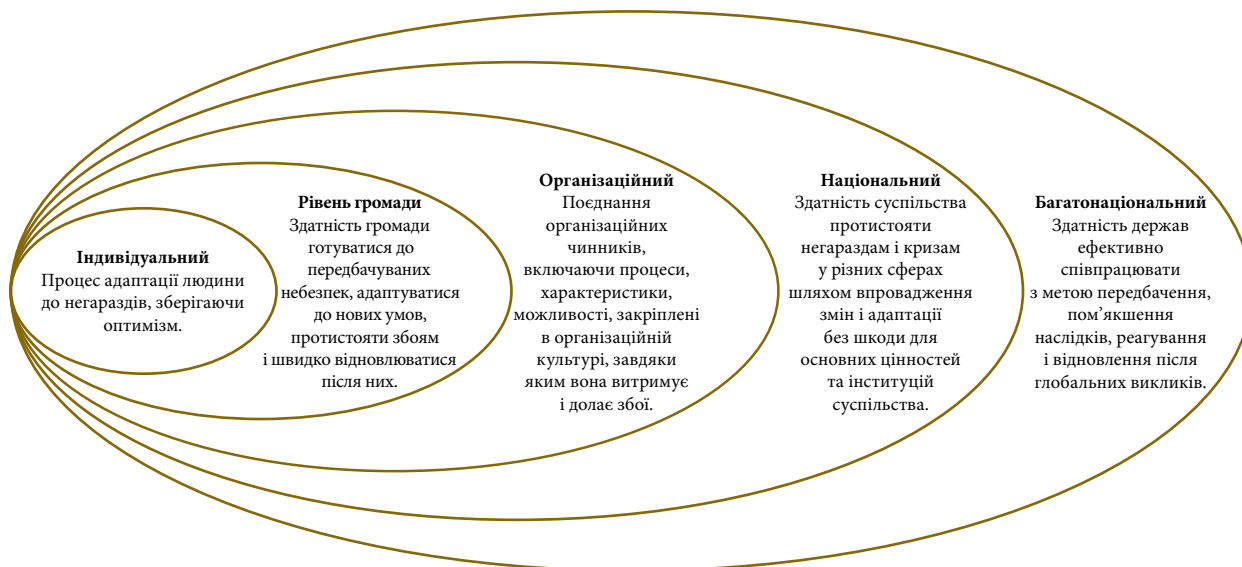 Індивідуальний
Процес адаптації людини
до негараздів, зберігаючи
оптимізм.
Рівень громади
Здатність громади
готуватися до
передбачуваних
небезпек, адаптуватися
до нових умов,
протистояти збоям
і швидко відновлюватися
після них.
Організаційний
Поєднання
організаційних
чинників,
включаючи процеси,
характеристики,
можливості, закріплені
в організаційній
культурі, завдяки
яким вона витримує
і долає збої.
Національний
Здатність суспільства
протистояти
негараздам і кризам
у різних сферах
шляхом впровадження
змін і адаптації
без шкоди для
основних цінностей
та інституцій
суспільства.
Багатонаціональний
Здатність держав
ефективно
співпрацювати
з метою передбачення,
пом’якшення
наслідків, реагування
і відновлення після
глобальних викликів.